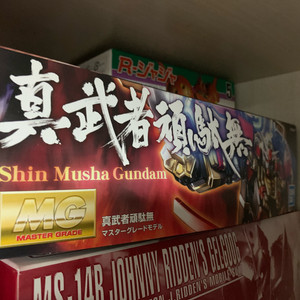 R・ジャジャ
真武者頑駄無
Shin Musha Gundam
MG
MASTER GRADE
真武者頑駄無
マスターグレードモデル
MS-14B JOHNNY RIDDEN'S GELGOOG